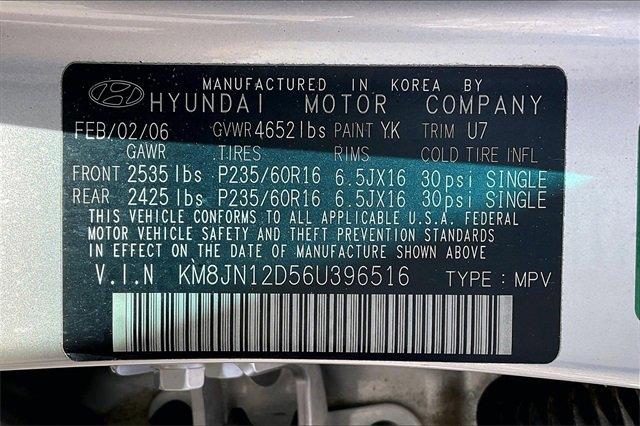 MANUFACTURED IN KOREA BY
HYUNDAI MOTOR COMPANY
FEB/02/06 GVWR 4652lbs PAINT YK TRIM U7
GAWR TIRES RIMS COLD TIRE INFL
FRONT 2535 lbs P235/60R16 6.5JX16 30psi SINGLE
REAR 2425 lbs P235/60R16 6.5JX16 30psi SINGLE
THIS VEHICLE CONFORMS TO ALL APPLICABLE U.S.A. FEDERAL
MOTOR VEHICLE SAFETY AND THEFT PREVENTION STANDARDS
IN EFFECT ON THE DATE OF MANUFACTURE SHOWN ABOVE
V.I.N KM8JN12D56U396516 TYPE : MPV